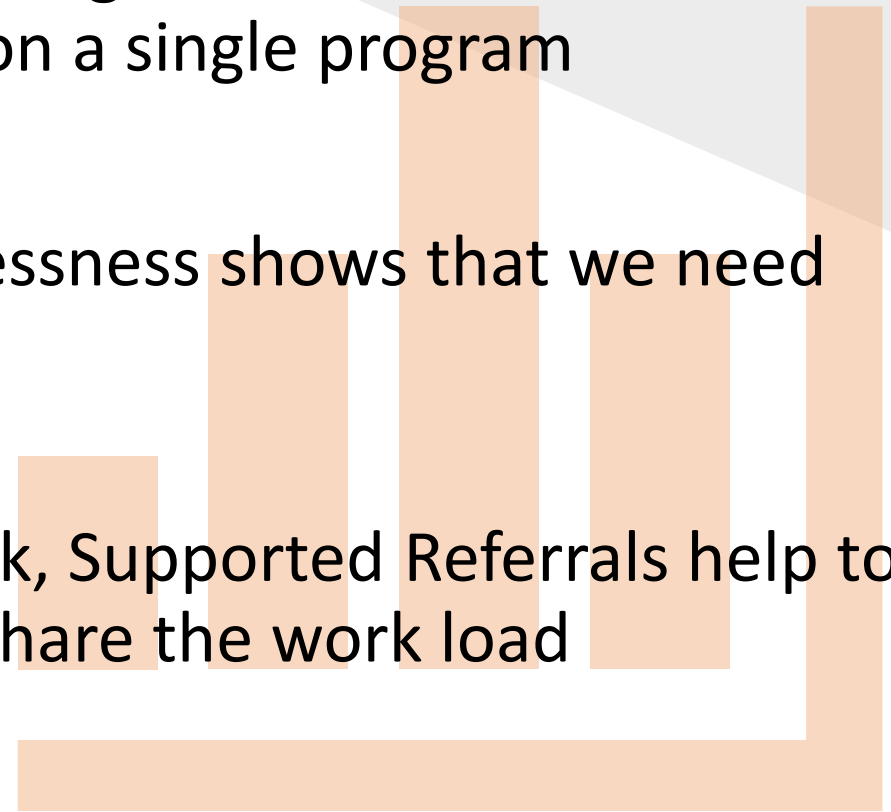 on a single program
essness shows that we need
k, Supported Referrals help to
hare the work load